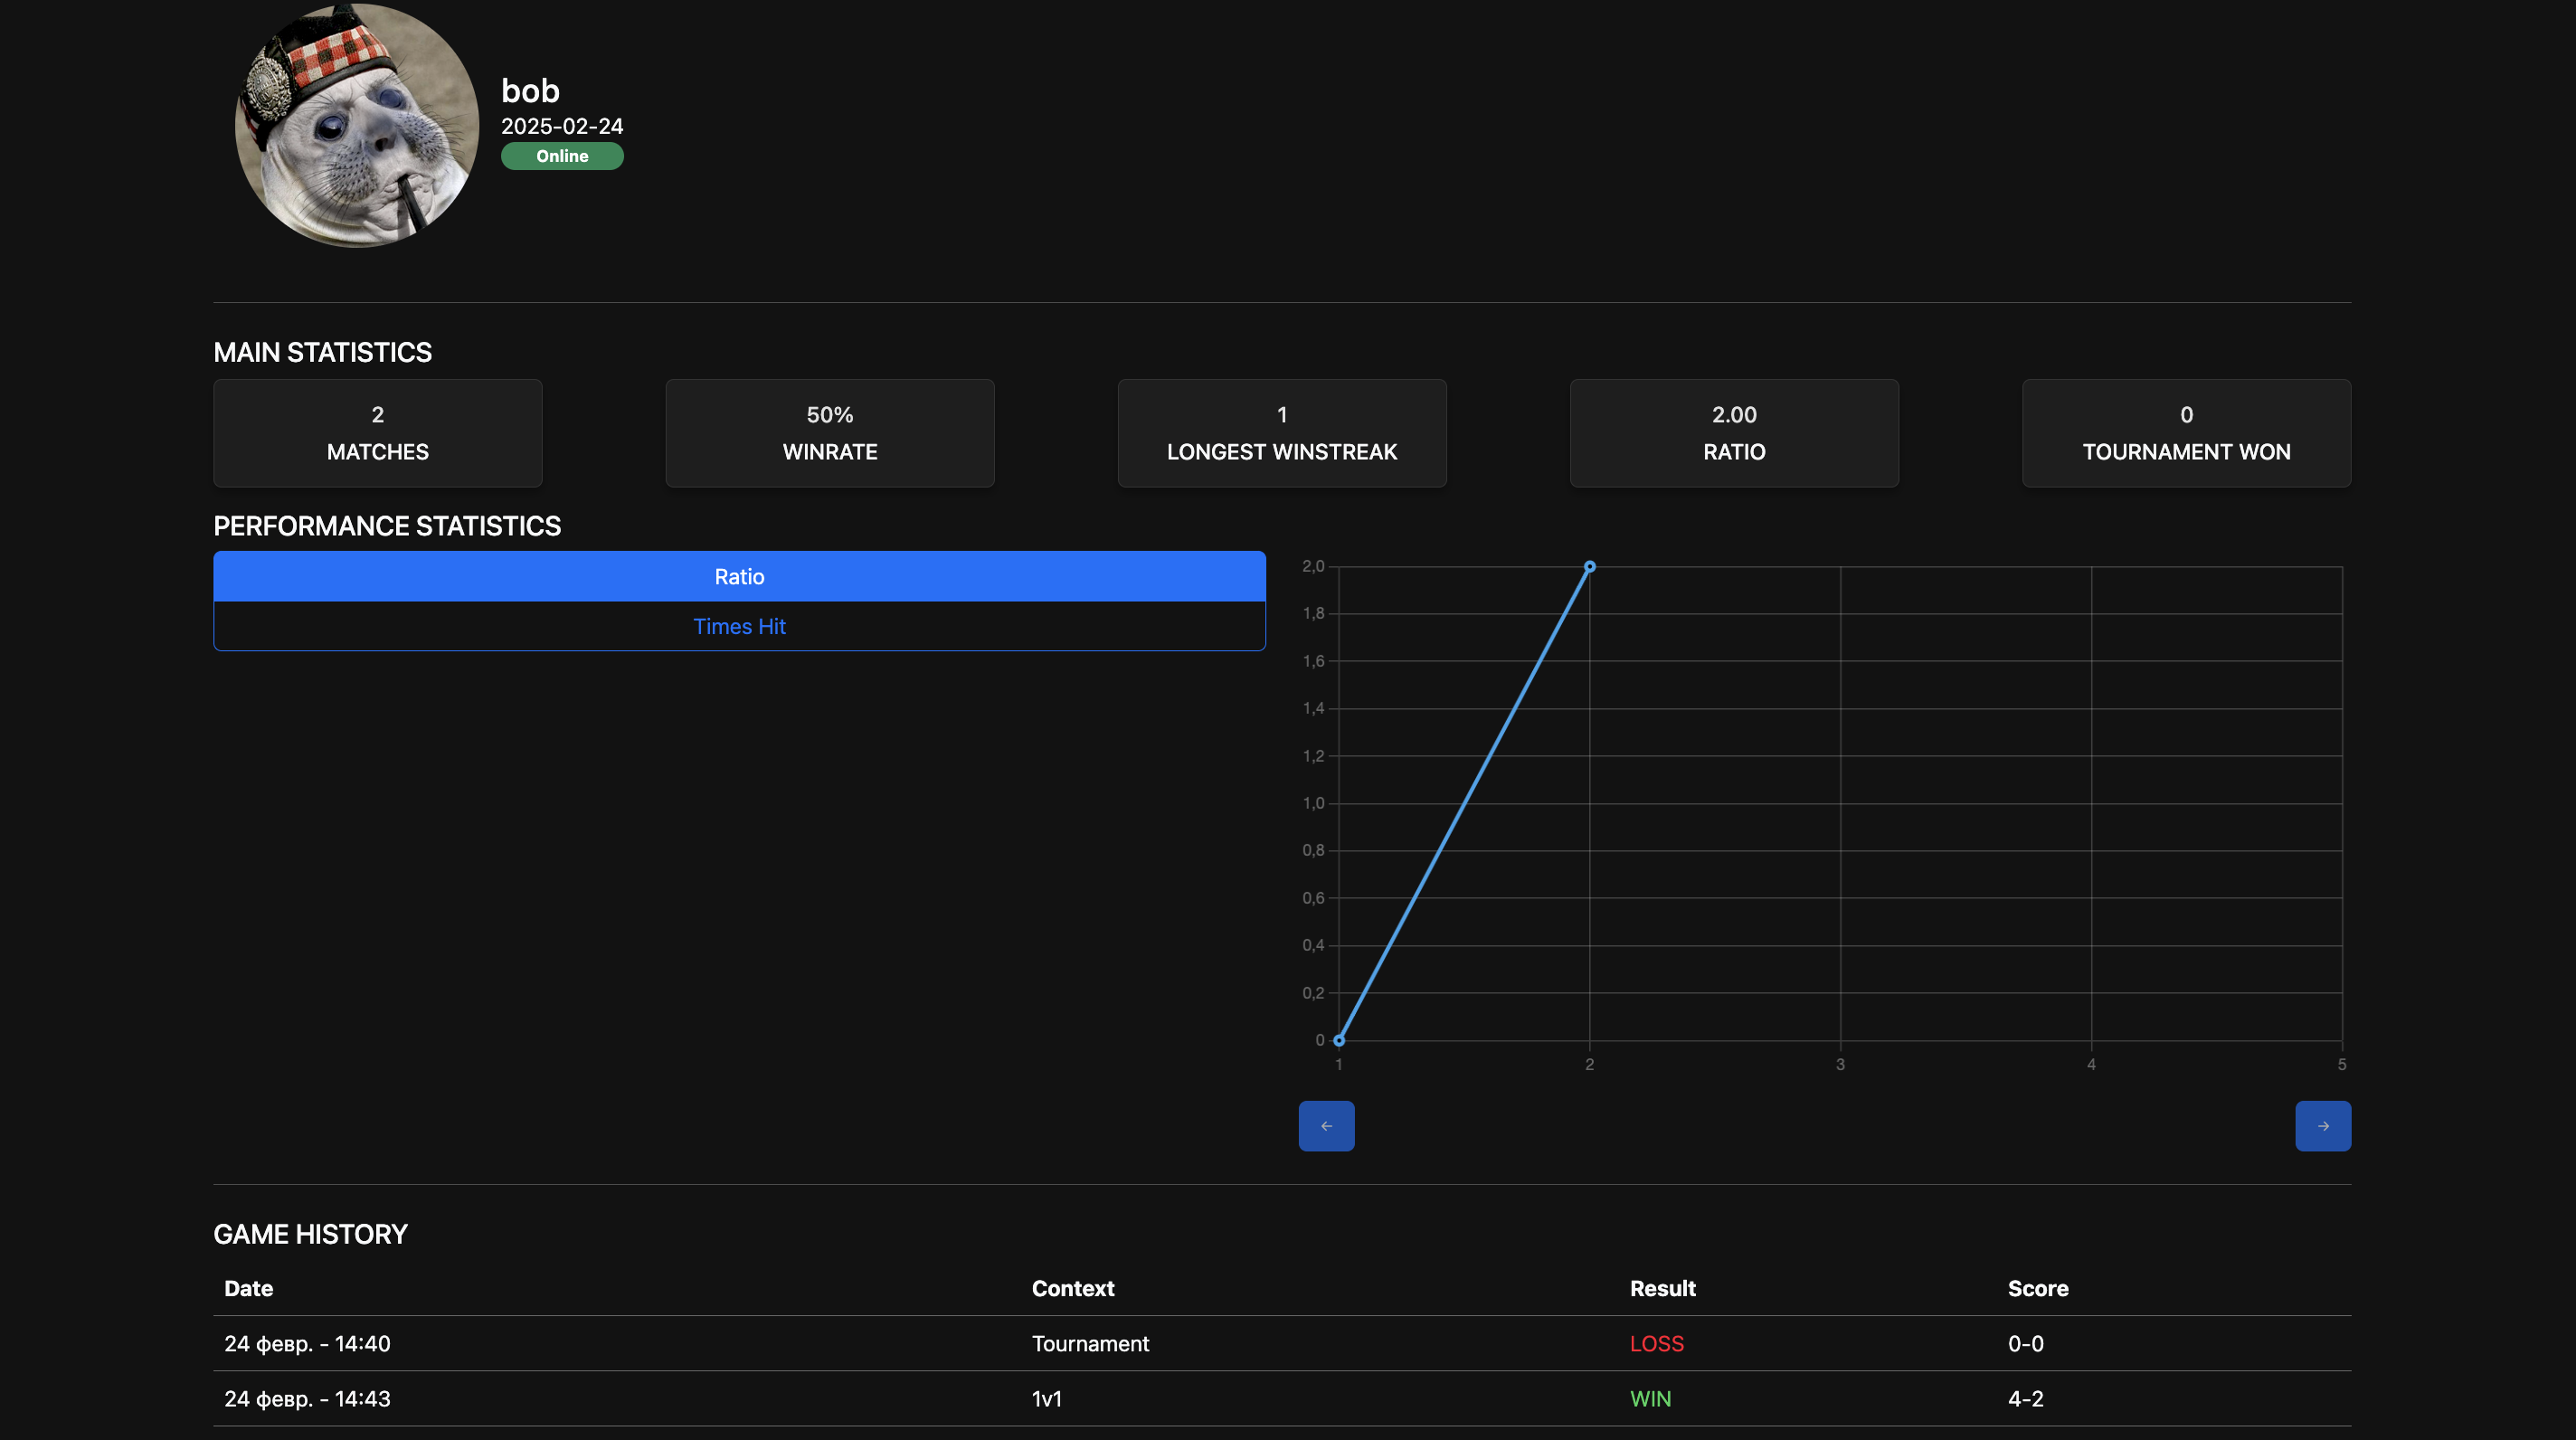 bob
2025-02-24
Online
MAIN STATISTICS
2
MATCHES
50%
WINRATE
1
LONGEST WINSTREAK
2.00
RATIO
0
TOURNAMENT WON
PERFORMANCE STATISTICS
Ratio
Times Hit
2,0
1,8
1,6
1,4
1,2
1,0
0,8
0,6
0,4
0,2
0
1 2 3 4 5
← →
GAME HISTORY
Date Context Result Score
24 февр. - 14:40 Tournament LOSS 0-0
24 февр. - 14:43 1v1 WIN 4-2